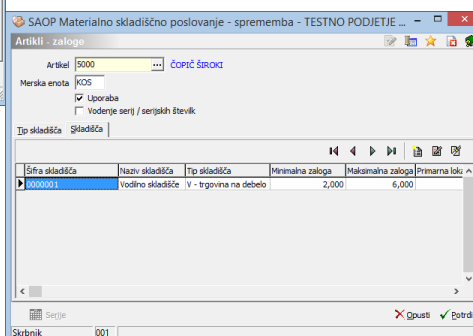 SAOP Materialno skladiščno poslovanje - sprememba - TESTNO PODJETJE ...
Artikli - zaloge
Artikel 5000 ... ČOPIČ ŠIROKI
Merska enota KOS
Uporaba
Vodenje serij / serijskih številk
Tip skladišča Skladišča
Šifra skladišča Naziv skladišča Tip skladišča Minimalna zaloga Maksimalna zaloga Primarna loka
0000001 Vodilno skladišče V - trgovina na debelo 2,000 6,000
Serije Opusti Potrdi
Skrbnik 001